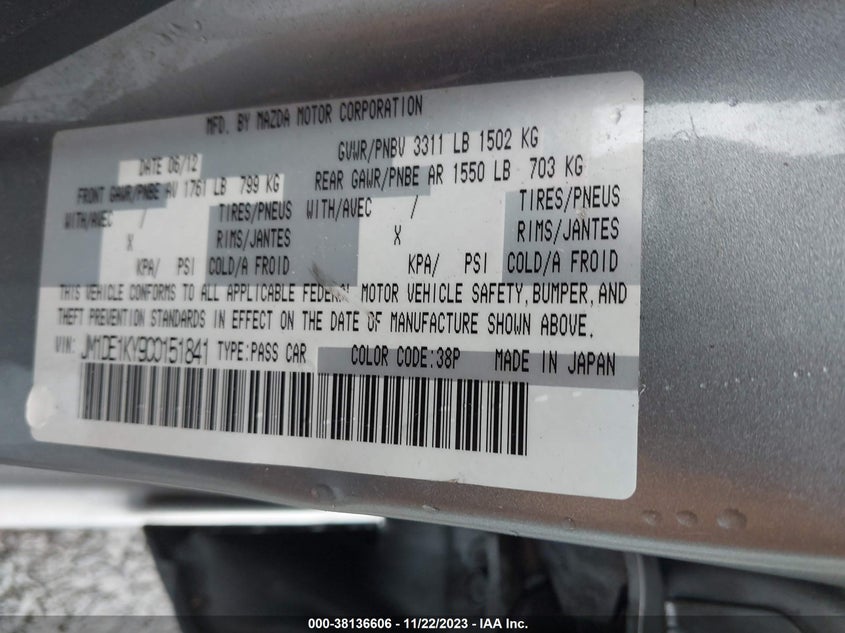 MFD. BY MAZDA MOTOR CORPORATION
DATE 06/12 GVWR/PNBV 3311 LB 1502 KG
FRONT GAWR/PNBE AV 1761 LB 799 KG REAR GAWR/PNBE AR 1550 LB 703 KG
WITH/AVEC / TIRES/PNEUS WITH/AVEC / TIRES/PNEUS
X RIMS/JANTES X RIMS/JANTES
KPA/ PSI COLD/A FROID KPA/ PSI COLD/A FROID
THIS VEHICLE CONFORMS TO ALL APPLICABLE FEDERAL MOTOR VEHICLE SAFETY, BUMPER, AND
THEFT PREVENTION STANDARDS IN EFFECT ON THE DATE OF MANUFACTURE SHOWN ABOVE.
VIN: JM1DE1KY9C0151841 TYPE:PASS CAR COLOR CODE:38P MADE IN JAPAN
000-38136606 - 11/22/2023 - IAA Inc.